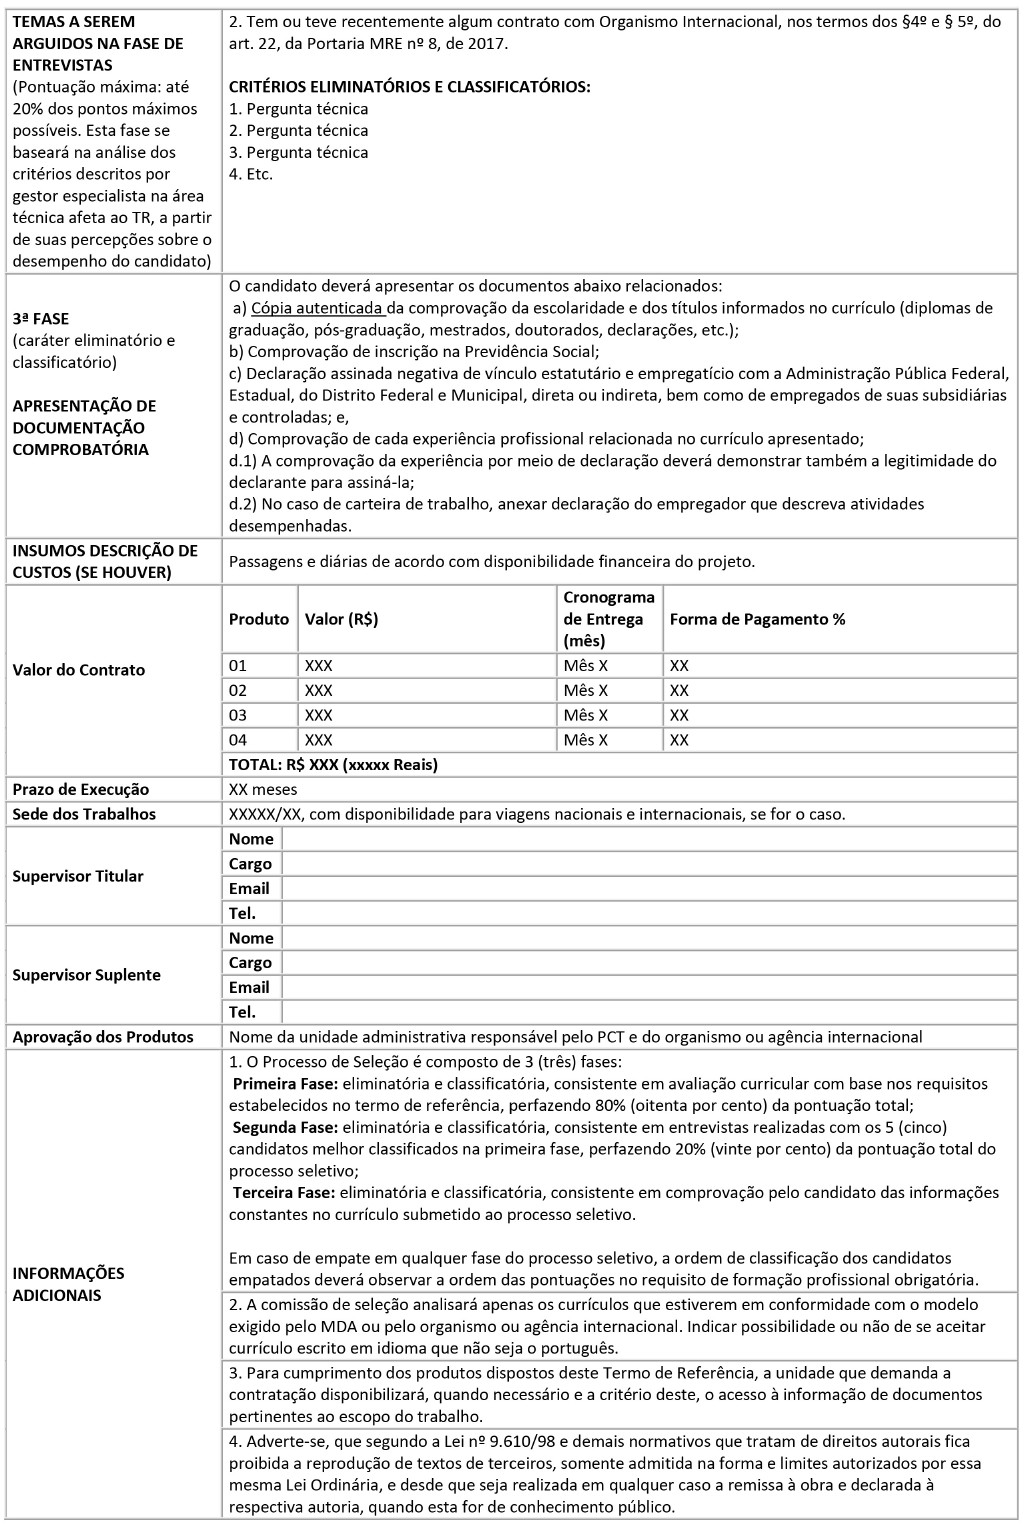 TEMAS A SEREM
ARGUIDOS NA FASE DE
ENTREVISTAS
(Pontuação máxima: até
20% dos pontos máximos
possíveis. Esta fase se
baseará na análise dos
critérios descritos por
gestor especialista na área
técnica afeta ao TR, a partir
de suas percepções sobre o
desempenho do candidato)
2. Tem ou teve recentemente algum contrato com Organismo Internacional, nos termos dos §4º e § 5º, do
art. 22, da Portaria MRE nº 8, de 2017.
CRITÉRIOS ELIMINATÓRIOS E CLASSIFICATÓRIOS:
1. Pergunta técnica
2. Pergunta técnica
3. Pergunta técnica
4. Etc.
3ª FASE
(caráter eliminatório e
classificatório)
APRESENTAÇÃO DE
DOCUMENTAÇÃO
COMPROBATÓRIA
O candidato deverá apresentar os documentos abaixo relacionados:
a) Cópia autenticada da comprovação da escolaridade e dos títulos informados no currículo (diplomas de
graduação, pós-graduação, mestrados, doutorados, declarações, etc.);
b) Comprovação de inscrição na Previdência Social;
c) Declaração assinada negativa de vínculo estatutário e empregatício com a Administração Pública Federal,
Estadual, do Distrito Federal e Municipal, direta ou indireta, bem como de empregados de suas subsidiárias
e controladas; e,
d) Comprovação de cada experiência profissional relacionada no currículo apresentado;
d.1) A comprovação da experiência por meio de declaração deverá demonstrar também a legitimidade do
declarante para assiná-la;
d.2) No caso de carteira de trabalho, anexar declaração do empregador que descreva atividades
desempenhadas.
INSUMOS DESCRIÇÃO DE
CUSTOS (SE HOUVER)
Passagens e diárias de acordo com disponibilidade financeira do projeto.
Valor do Contrato
Produto Valor (R$) Cronograma de Entrega (mês) Forma de Pagamento %
01 XXX Mês X XX
02 XXX Mês X XX
03 XXX Mês X XX
04 XXX Mês X XX
TOTAL: R$ XXX (xxxxx Reais)
Prazo de Execução XX meses
Sede dos Trabalhos XXXXX/XX, com disponibilidade para viagens nacionais e internacionais, se for o caso.
Supervisor Titular
Nome
Cargo
Email
Tel.
Supervisor Suplente
Nome
Cargo
Email
Tel.
Aprovação dos Produtos Nome da unidade administrativa responsável pelo PCT e do organismo ou agência internacional
INFORMAÇÕES
ADICIONAIS
1. O Processo de Seleção é composto de 3 (três) fases:
Primeira Fase: eliminatória e classificatória, consistente em avaliação curricular com base nos requisitos
estabelecidos no termo de referência, perfazendo 80% (oitenta por cento) da pontuação total;
Segunda Fase: eliminatória e classificatória, consistente em entrevistas realizadas com os 5 (cinco)
candidatos melhor classificados na primeira fase, perfazendo 20% (vinte por cento) da pontuação total do
processo seletivo;
Terceira Fase: eliminatória e classificatória, consistente em comprovação pelo candidato das informações
constantes no currículo submetido ao processo seletivo.
Em caso de empate em qualquer fase do processo seletivo, a ordem de classificação dos candidatos
empatados deverá observar a ordem das pontuações no requisito de formação profissional obrigatória.
2. A comissão de seleção analisará apenas os currículos que estiverem em conformidade com o modelo
exigido pelo MDA ou pelo organismo ou agência internacional. Indicar possibilidade ou não de se aceitar
currículo escrito em idioma que não seja o português.
3. Para cumprimento dos produtos dispostos deste Termo de Referência, a unidade que demanda a
contratação disponibilizará, quando necessário e a critério deste, o acesso à informação de documentos
pertinentes ao escopo do trabalho.
4. Adverte-se, que segundo a Lei nº 9.610/98 e demais normativos que tratam de direitos autorais fica
proibida a reprodução de textos de terceiros, somente admitida na forma e limites autorizados por essa
mesma Lei Ordinária, e desde que seja realizada em qualquer caso a remissa à obra e declarada à
respectiva autoria, quando esta for de conhecimento público.